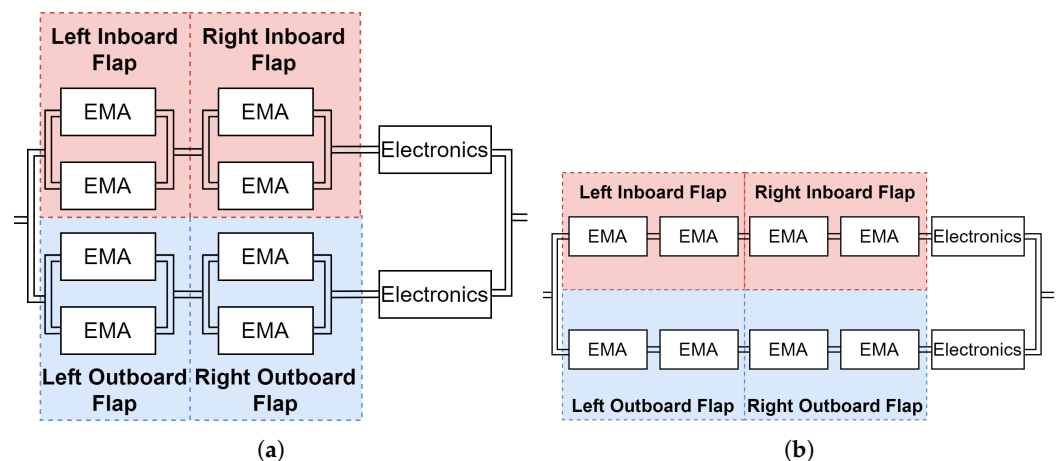 Left Inboard
Flap
Right Inboard
Flap
EMA
EMA
EMA
EMA
Electronics
EMA
EMA
EMA
EMA
Electronics
Left Outboard
Flap
Right Outboard
Flap
(a)
Left Inboard Flap
Right Inboard Flap
EMA
EMA
EMA
EMA
Electronics
EMA
EMA
EMA
EMA
Electronics
Left Outboard Flap
Right Outboard Flap
(b)